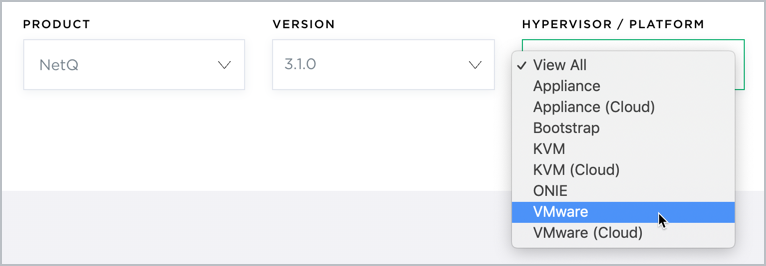 PRODUCT
NetQ
VERSION
3.1.0
HYPERVISOR / PLATFORM
✓ View All
Appliance
Appliance (Cloud)
Bootstrap
KVM
KVM (Cloud)
ONIE
VMware
VMware (Cloud)